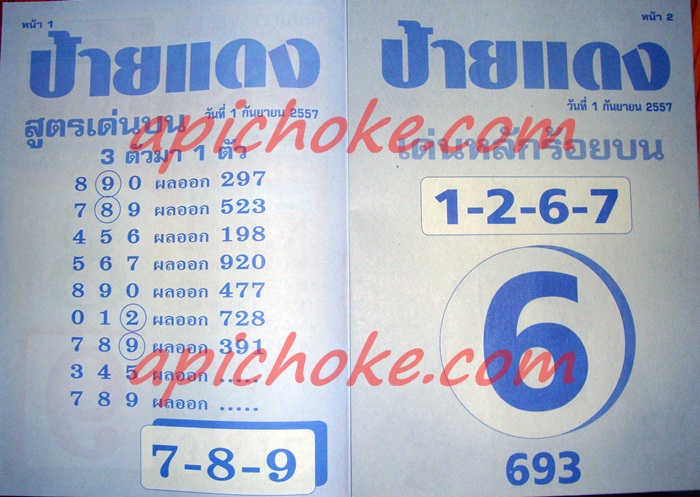 หน้า 1
ป้ายแดง
วันที่ 1 กันยายน 2557
สูตรเด่นบน
3 ตัวมา 1 ตัว
8 9 0 ผลออก 297
7 8 9 ผลออก 523
4 5 6 ผลออก 198
5 6 7 ผลออก 920
8 9 0 ผลออก 477
0 1 2 ผลออก 728
7 8 9 ผลออก 391
3 4 5 ผลออก .....
7 8 9 ผลออก .....
7-8-9
หน้า 2
ป้ายแดง
วันที่ 1 กันยายน 2557
เด่นหลักร้อยบน
1-2-6-7
6
693
apichoke.com
apichoke.com